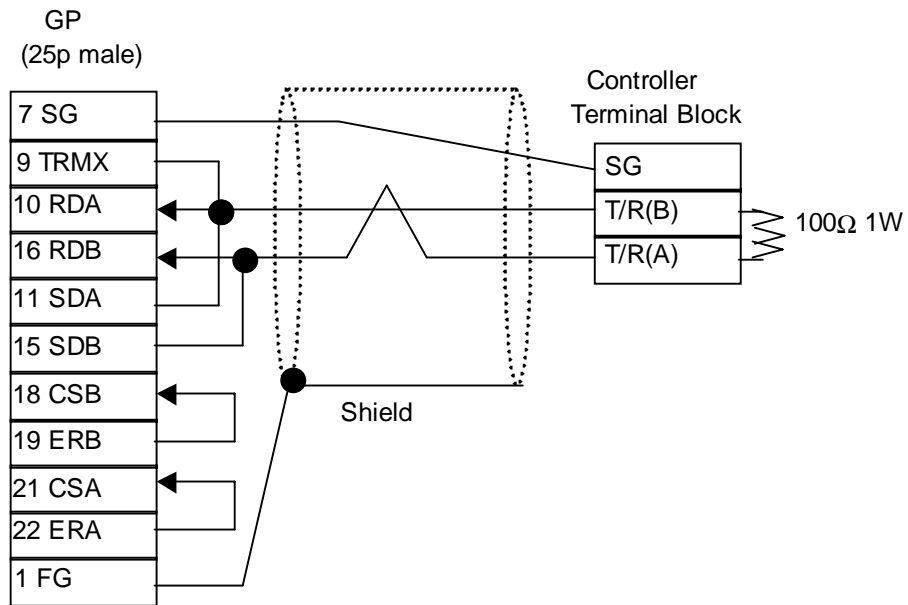 GP
(25p male)
7 SG
9 TRMX
10 RDA
16 RDB
11 SDA
15 SDB
18 CSB
19 ERB
21 CSA
22 ERA
1 FG
Shield
Controller
Terminal Block
SG
T/R(B)
T/R(A)
100Ω 1W